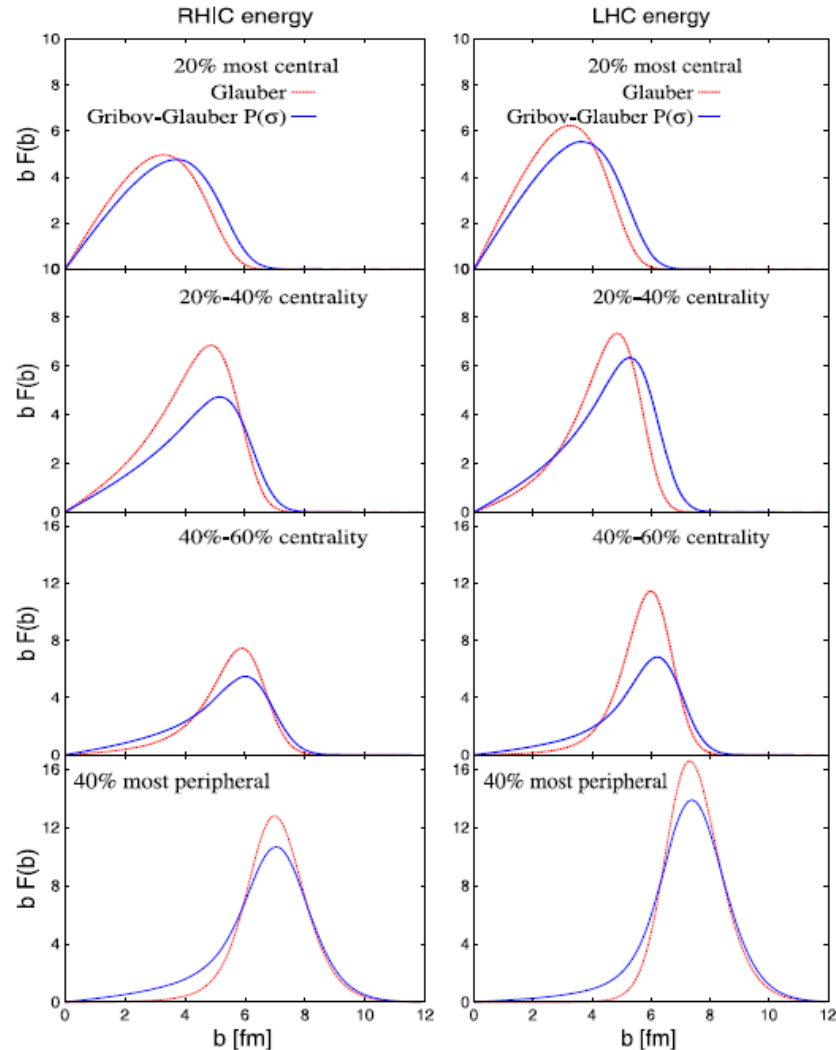 RHIC energy
LHC energy
10
8
6
4
2
10
b F(b)
20% most central
Glauber
Gribov-Glauber P(σ)
20% most central
Glauber
Gribov-Glauber P(σ)
10
8
6
4
2
10
8
6
4
2
0
b F(b)
20%-40% centrality
20%-40% centrality
8
6
4
2
0
16
12
8
4
0
b F(b)
40%-60% centrality
40%-60% centrality
16
12
8
4
0
16
12
8
4
0
b F(b)
40% most peripheral
40% most peripheral
16
12
8
4
0
0 2 4 6 8 10 12
0 2 4 6 8 10 12
b [fm]
b [fm]